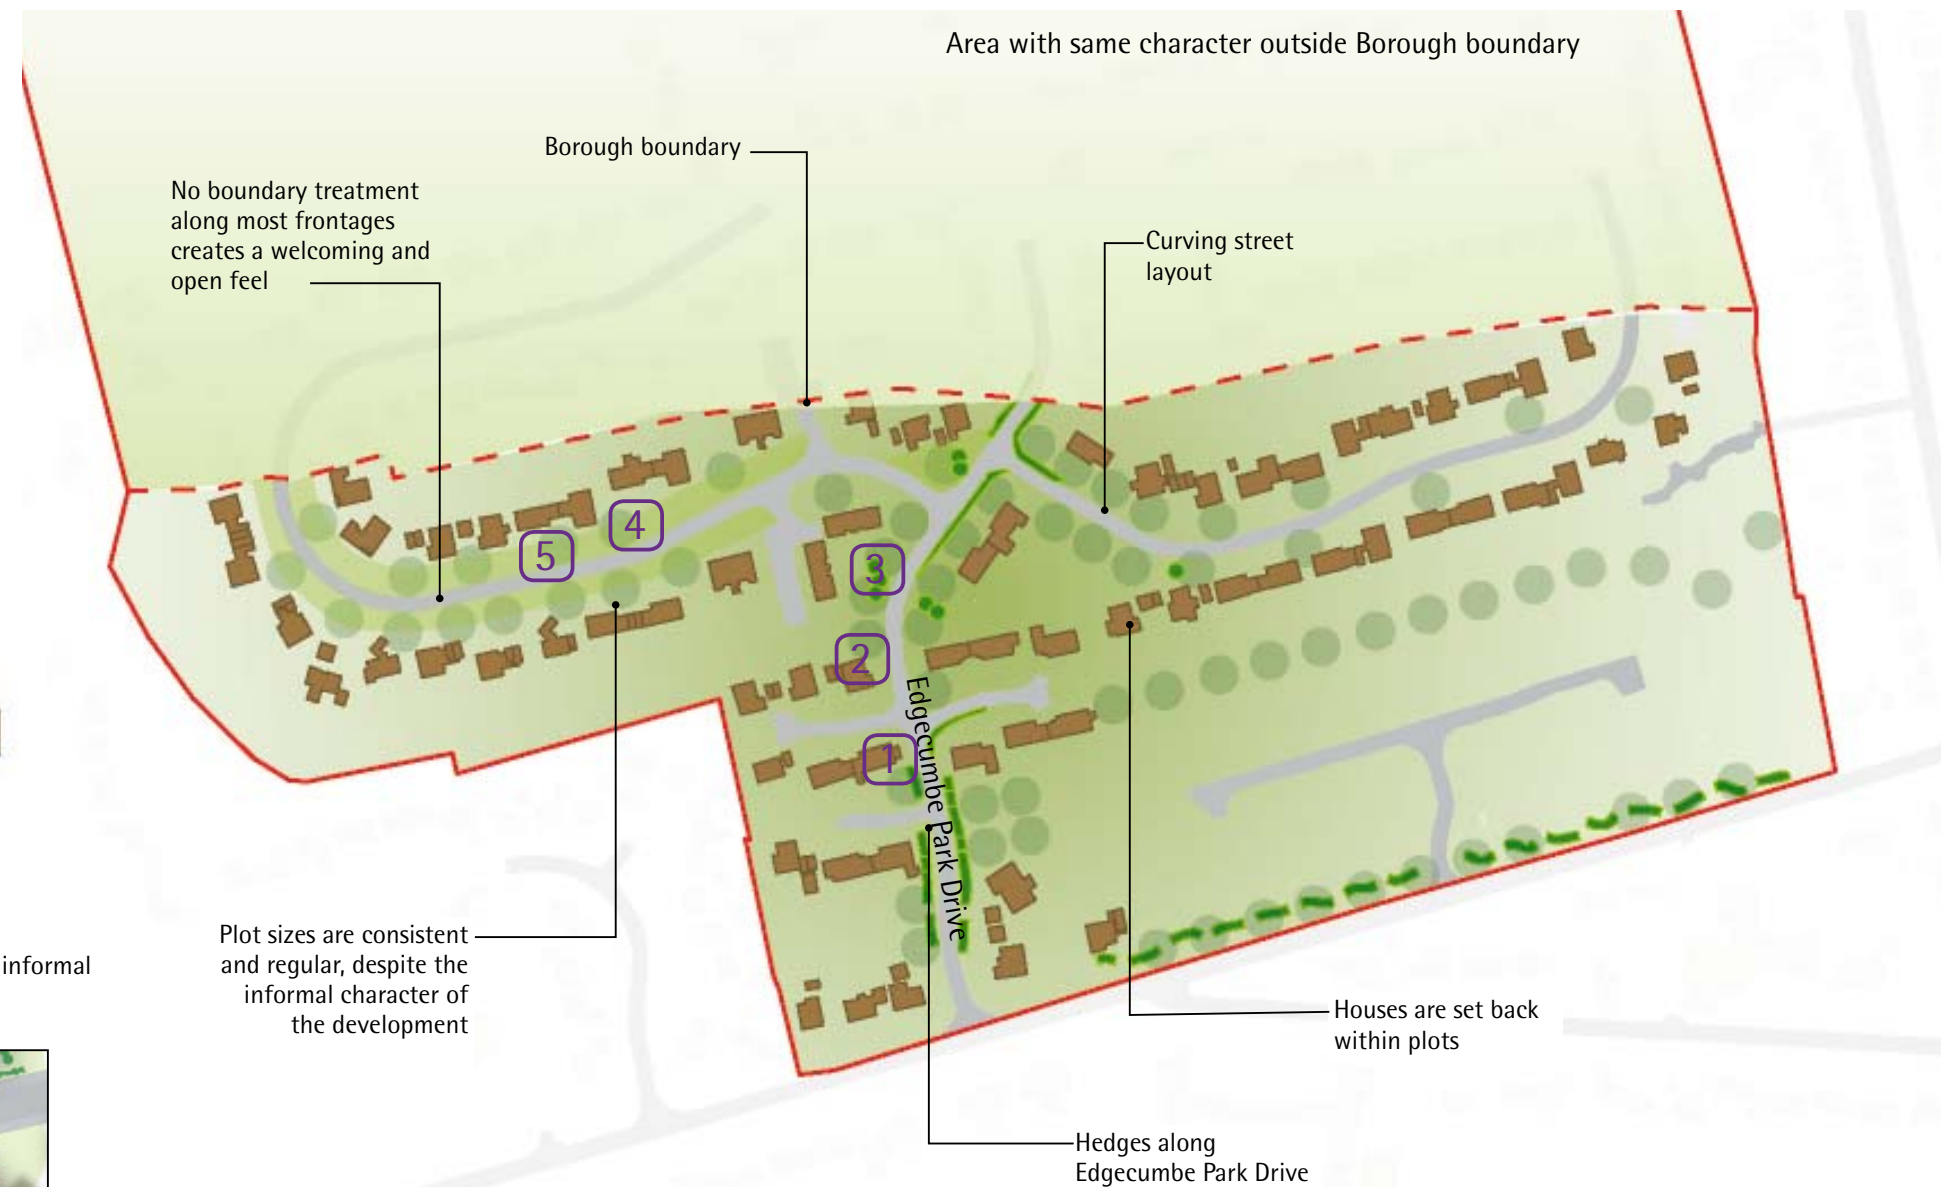 Area with same character outside Borough boundary
Borough boundary
No boundary treatment
along most frontages
creates a welcoming and
open feel
Curving street
layout
4
5
3
2
1
Edgecumbe Park Drive
informal
Plot sizes are consistent
and regular, despite the
informal character of
the development
Houses are set back
within plots
Hedges along
Edgecumbe Park Drive